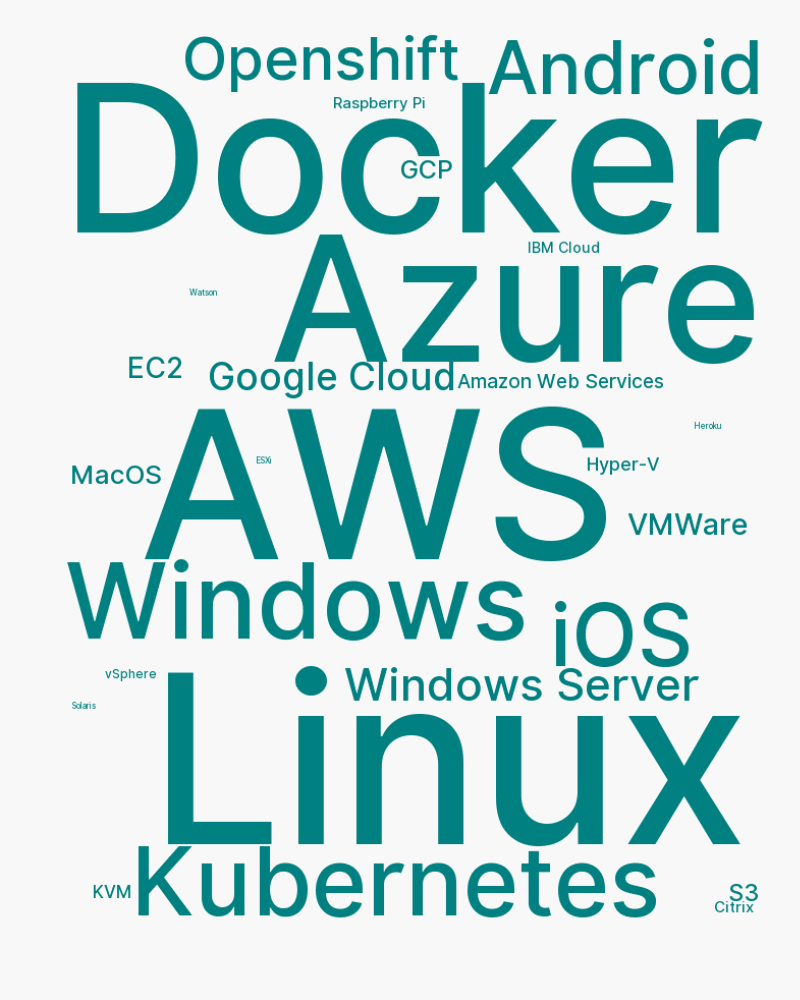 Openshift
Android
Raspberry Pi
Docker
GCP
IBM Cloud
Azure
Watson
EC2
Google Cloud
Amazon Web Services
Heroku
AWS
ESXi
Hyper-V
MacOS
VMWare
Windows
iOS
vSphere
Windows Server
Solaris
Linux
Kubernetes
KVM
S3
Citrix